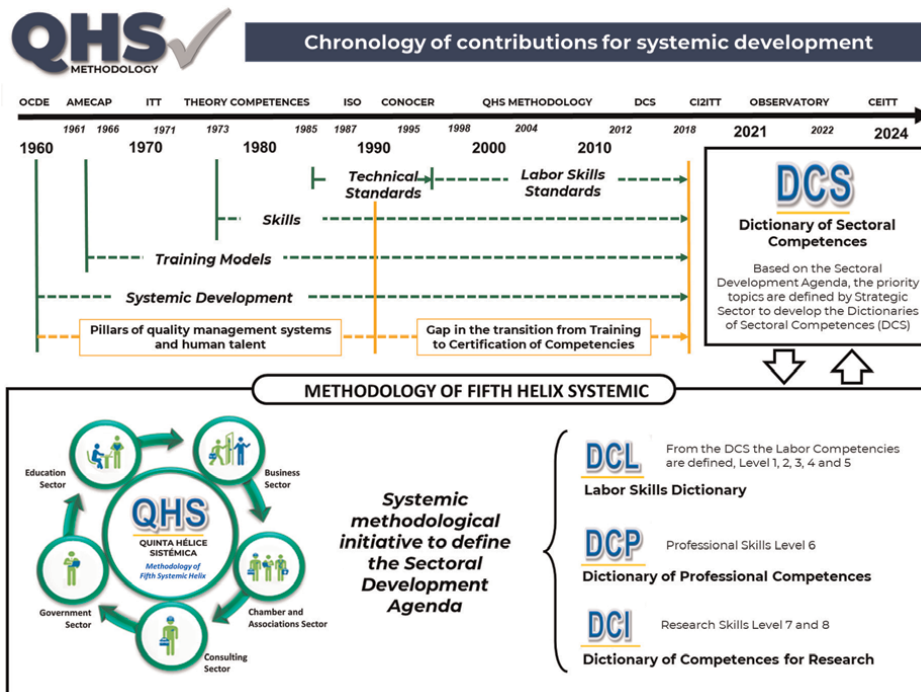 QHS
METHODOLOGY
Chronology of contributions for systemic development
OCDE AMECAP ITT THEORY COMPETENCES ISO CONOCER QHS METHODOLOGY DCS CI2ITT OBSERVATORY CEITT
1961 1966 1971 1973 1985 1987 1995 1998 2004 2012 2018 2021 2022 2024
1960 1970 1980 1990 2000 2010
Technical
Standards
Labor Skills
Standards
Skills
Training Models
Systemic Development
Pillars of quality management systems
and human talent
Gap in the transition from Training
to Certification of Competencies
DCS
Dictionary of Sectoral
Competences
Based on the Sectoral
Development Agenda, the priority
topics are defined by Strategic
Sector to develop the Dictionaries
of Sectoral Competences (DCS)
METHODOLOGY OF FIFTH HELIX SYSTEMIC
Education
Sector
Business
Sector
QHS
QUINTA HÉLICE
SISTÉMICA
Methodology of
Fifth Systemic Helix
Government
Sector
Chamber and
Associations Sector
Consulting
Sector
Systemic
methodological
initiative to define
the Sectoral
Development
Agenda
DCL
From the DCS the Labor Competencies
are defined, Level 1, 2, 3, 4 and 5
Labor Skills Dictionary
DCP
Professional Skills Level 6
Dictionary of Professional Competences
DCI
Research Skills Level 7 and 8
Dictionary of Competences for Research